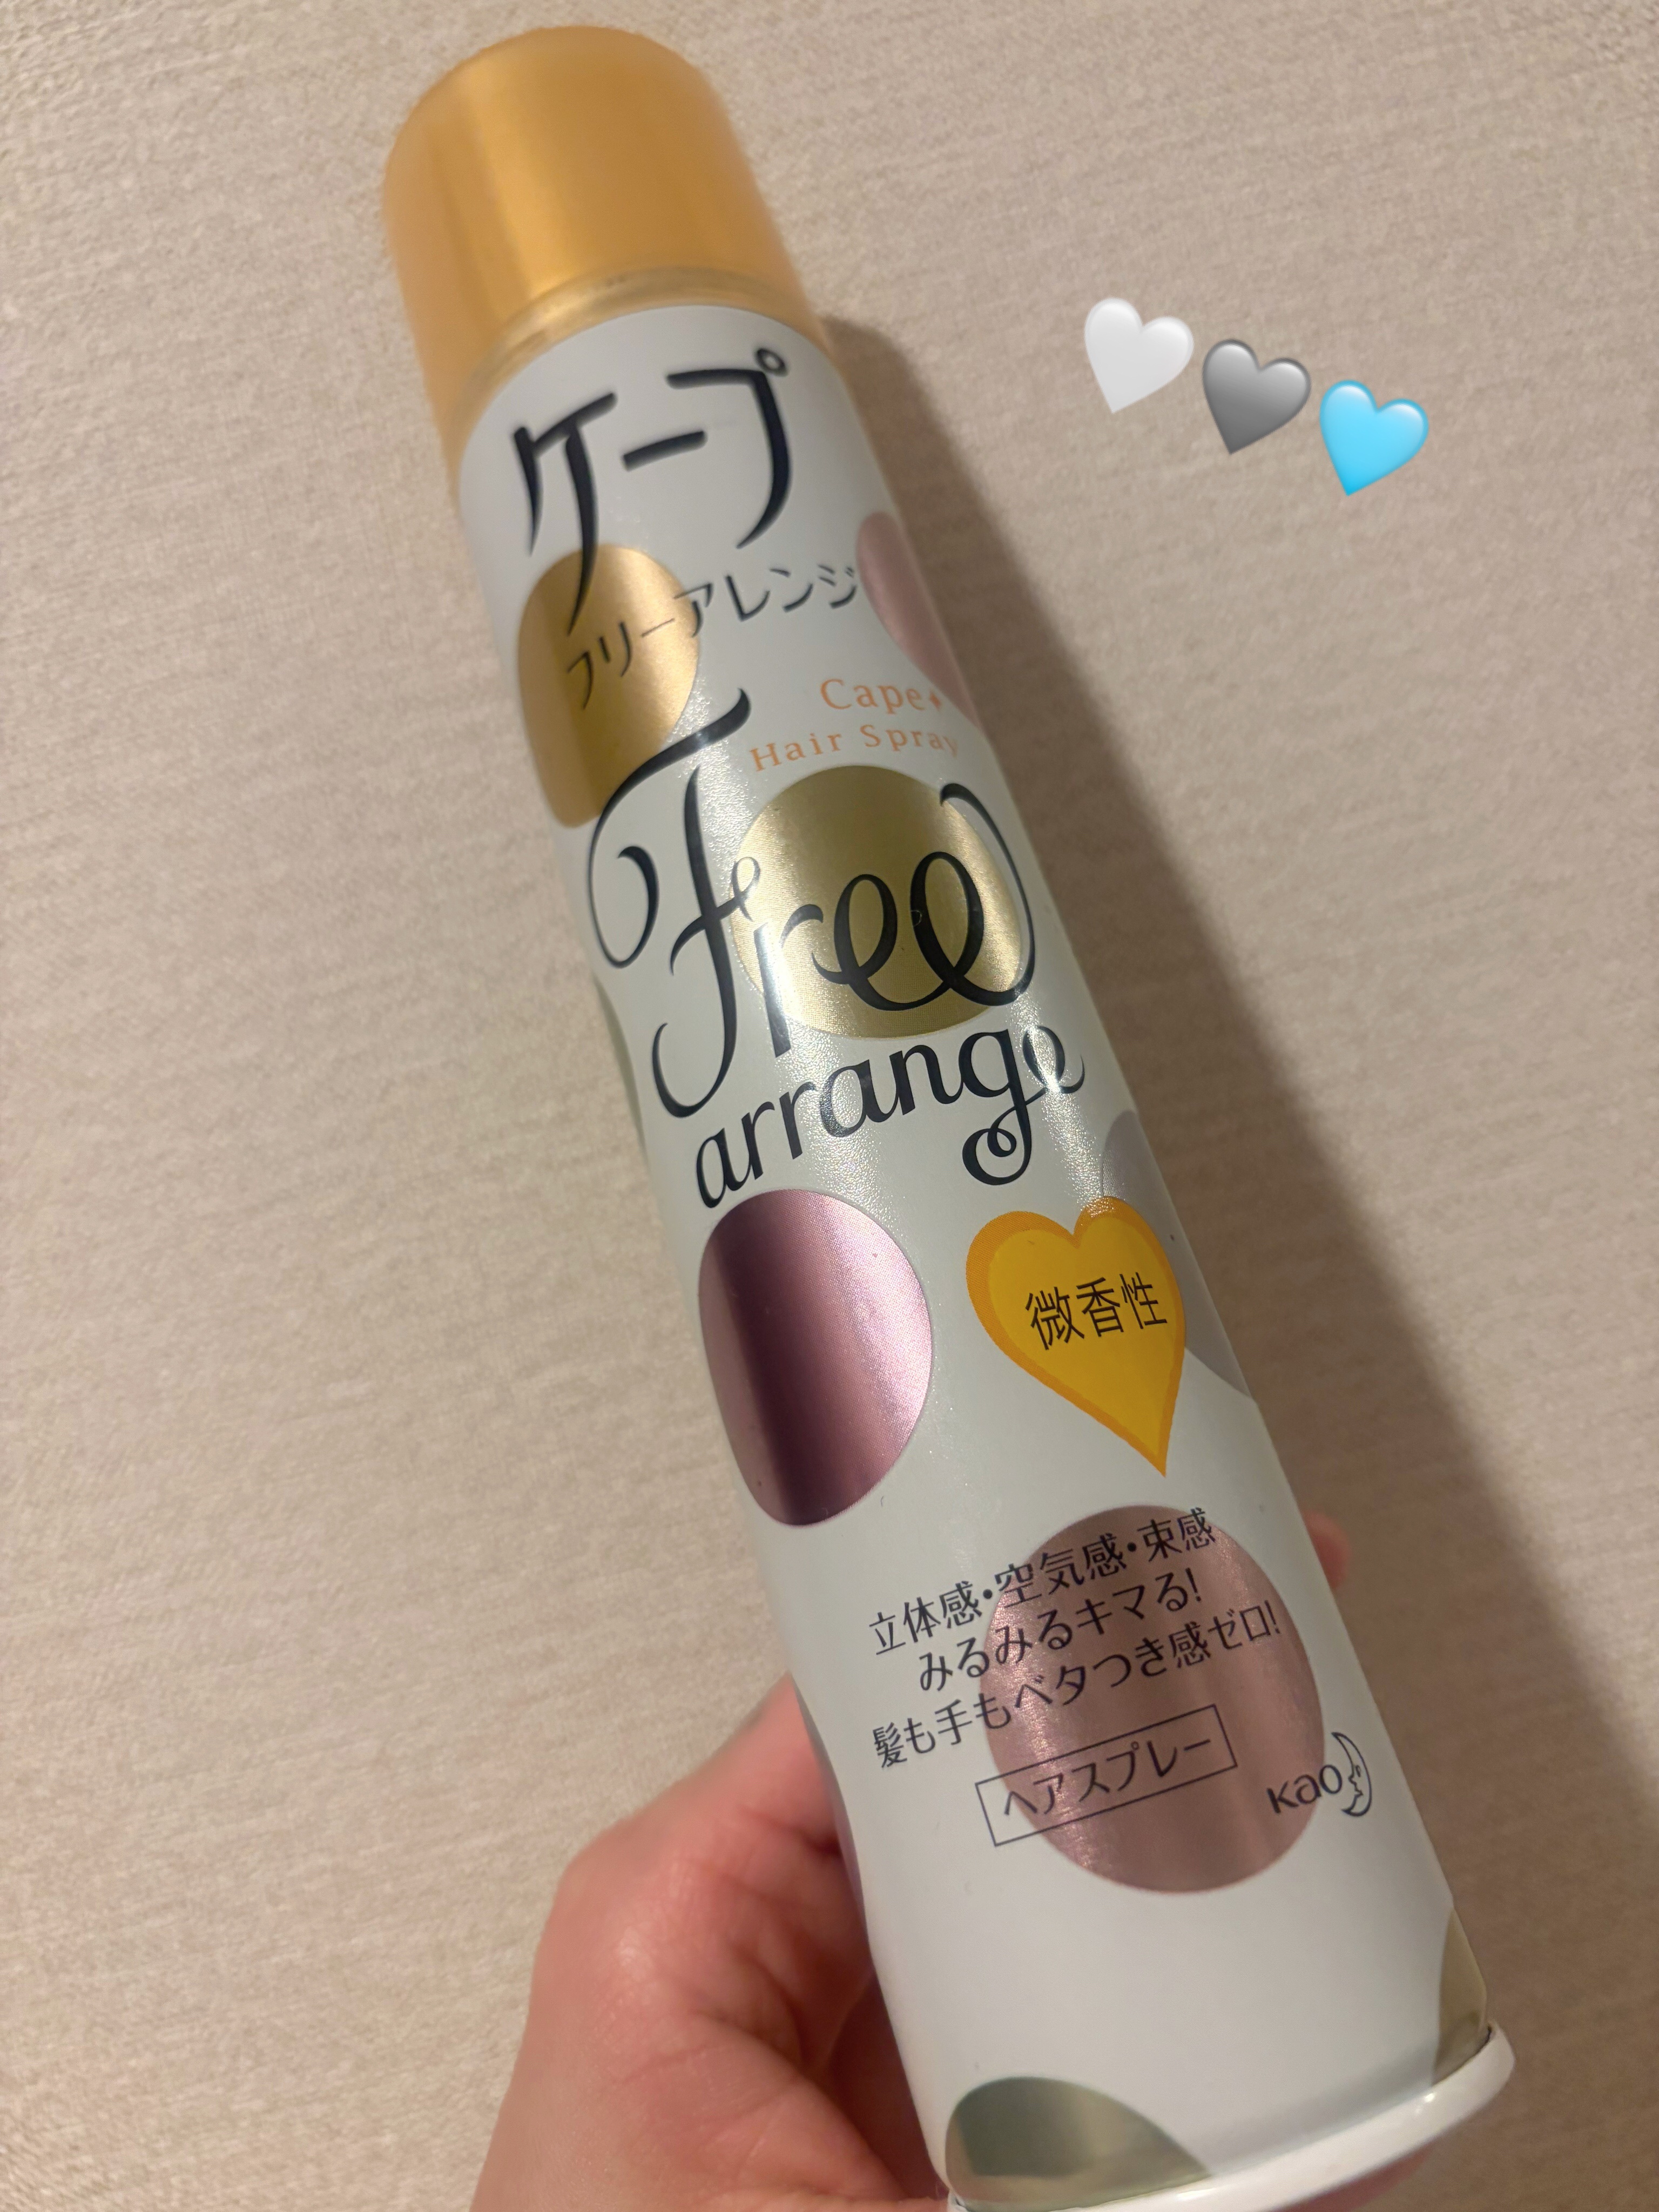 ケープ
フリーアレンジ
Cape
Hair Spray
Free
arrange
微香性
立体感・空気感・束感
みるみるキマる!
髪も手もベタつき感ゼロ!
ヘアスプレー
Kao